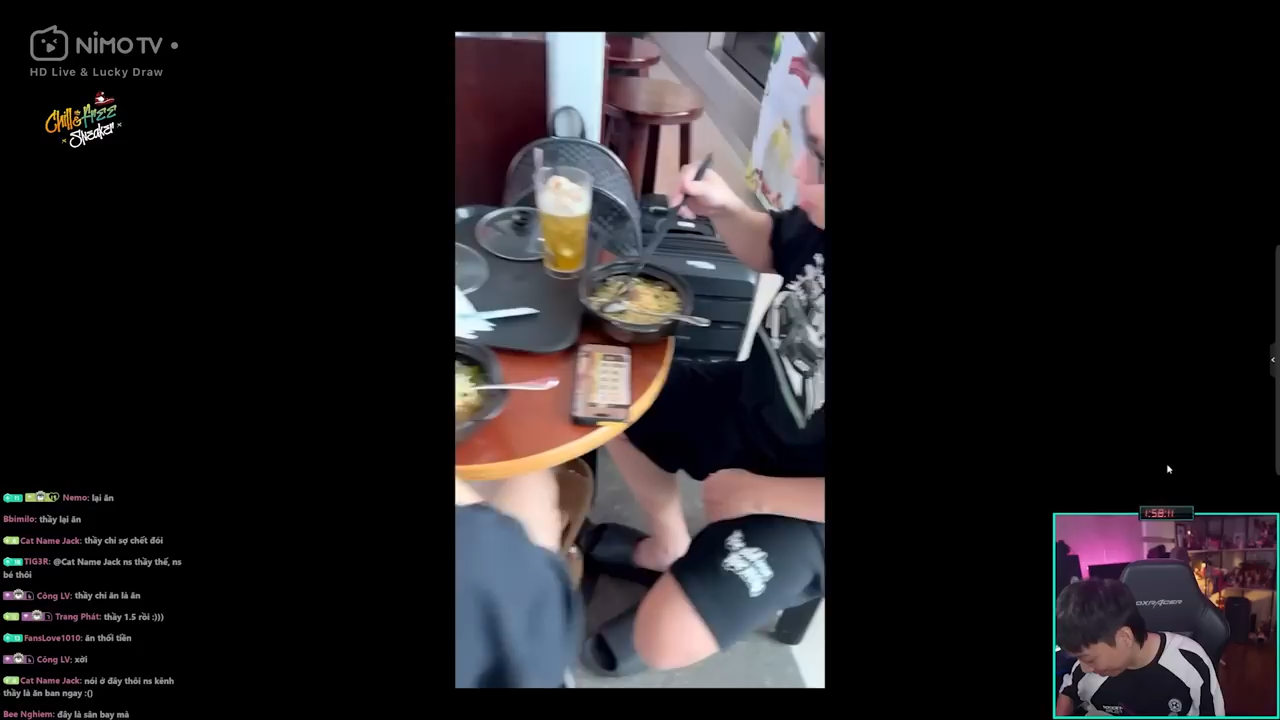 NIMO TV
HD Live & Lucky Draw
Chill & Free
Sneaker
Nemo: lại ăn
Bbimilo: thầy lại ăn
Cat Name Jack: thầy chỉ sợ chết đói
TIG3R: @Cat Name Jack ns thầy thế, ns
bé thôi
Công LV: thầy chỉ ăn là ăn
Trang Phát: thầy 1.5 rồi :)))
FansLove1010: ăn thối tiền
Công LV: xời
Cat Name Jack: nói ở đây thôi ns kênh
thầy là ăn ban ngay :()
Bee Nghiem: đây là sân bay mà
1:58:11
DXRACER